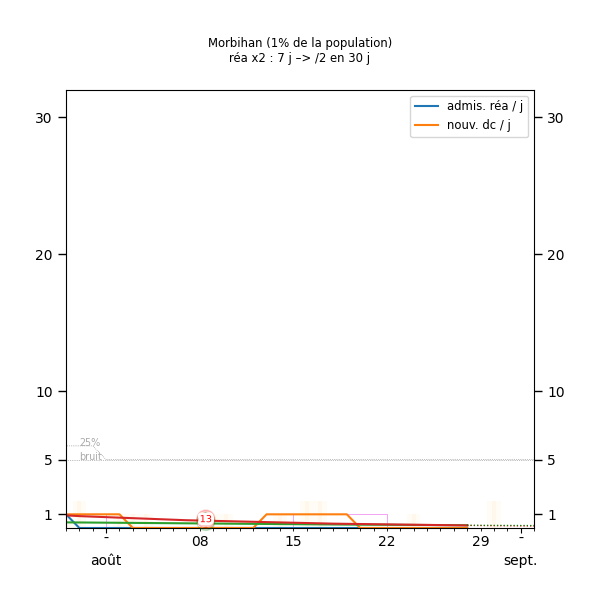 Morbihan (1% de la population)
réa x2 : 7 j –> /2 en 30 j
admis. réa / j
nouv. dc / j
30 30
20 20
10 10
25%
5 5
bruit
1 13 1
- 08 15 22 29 -
août sept.